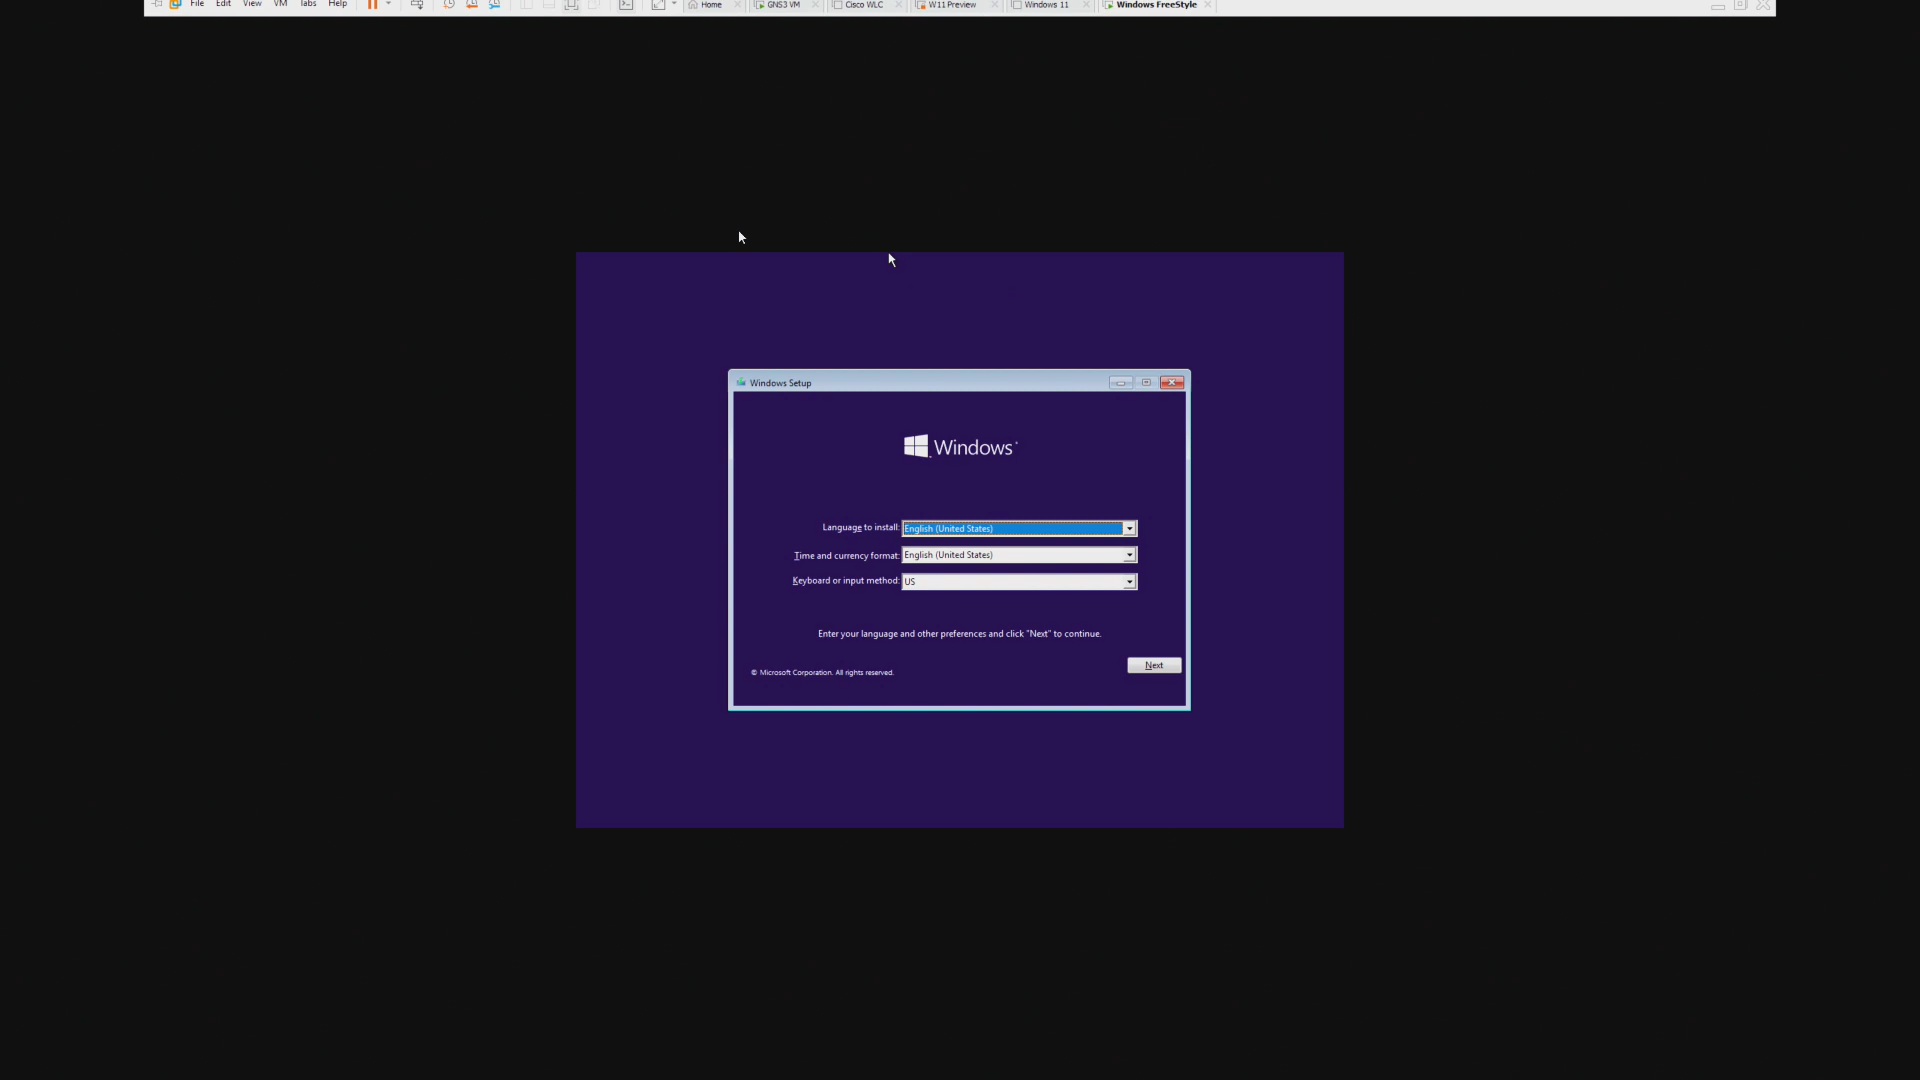 File Edit View VM Tabs Help Home GNS3 VM Cisco WLC W11 Preview Windows 11 Windows FreeStyle
Windows Setup
Windows
Language to install: English (United States)
Time and currency format: English (United States)
Keyboard or input method: US
Enter your language and other preferences and click "Next" to continue.
Next
© Microsoft Corporation. All rights reserved.